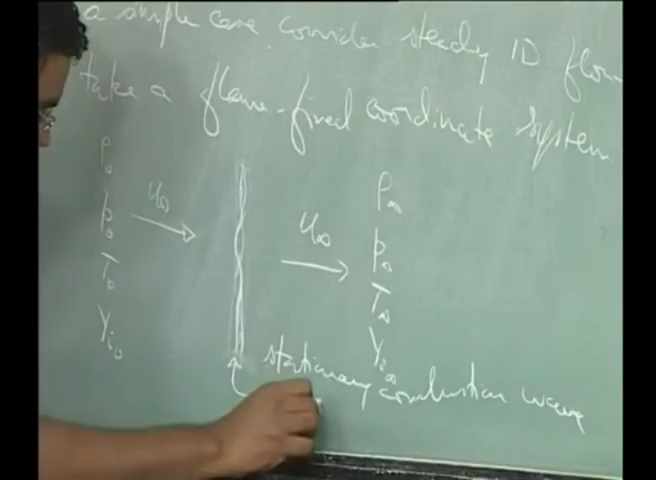 a simple case consider steady 1D flow
take a flame-fixed coordinate system
ρ₀
p₀
T₀
Yi₀
u₀
u∞
ρ∞
p∞
T∞
Yi∞
stationary combustion wave